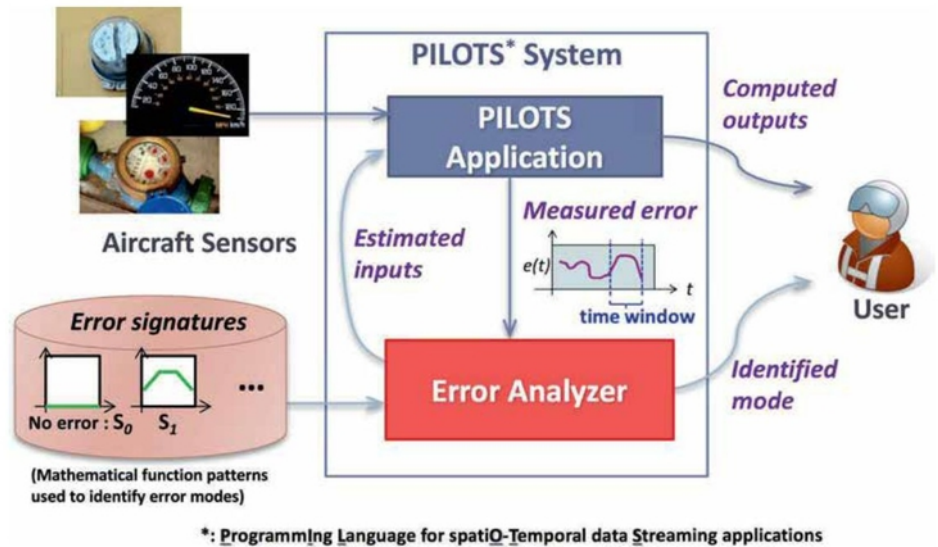 PILOTS* System
PILOTS
Application
Computed
outputs
Aircraft Sensors
Estimated
inputs
Measured error
e(t)
t
time window
User
Error signatures
...
No error : S0
S1
Error Analyzer
Identified
mode
(Mathematical function patterns
used to identify error modes)
*: ProgrammIng Language for spatiO-Temporal data Streaming applications